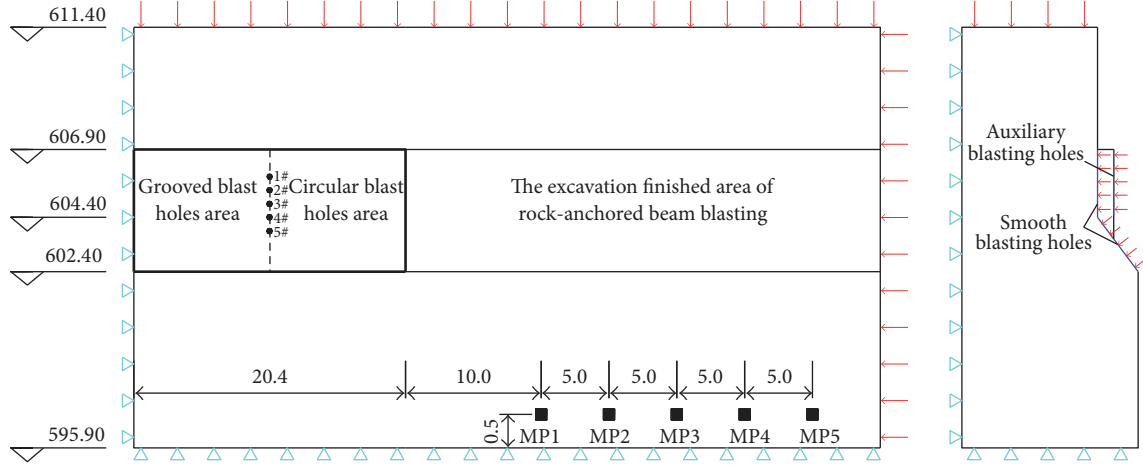 611.40
606.90
604.40
602.40
595.90
Grooved blast
holes area
1#
2#
3#
4#
5#
Circular blast
holes area
The excavation finished area of
rock-anchored beam blasting
20.4
10.0
5.0
5.0
5.0
5.0
0.5
MP1
MP2
MP3
MP4
MP5
Auxiliary
blasting holes
Smooth
blasting holes